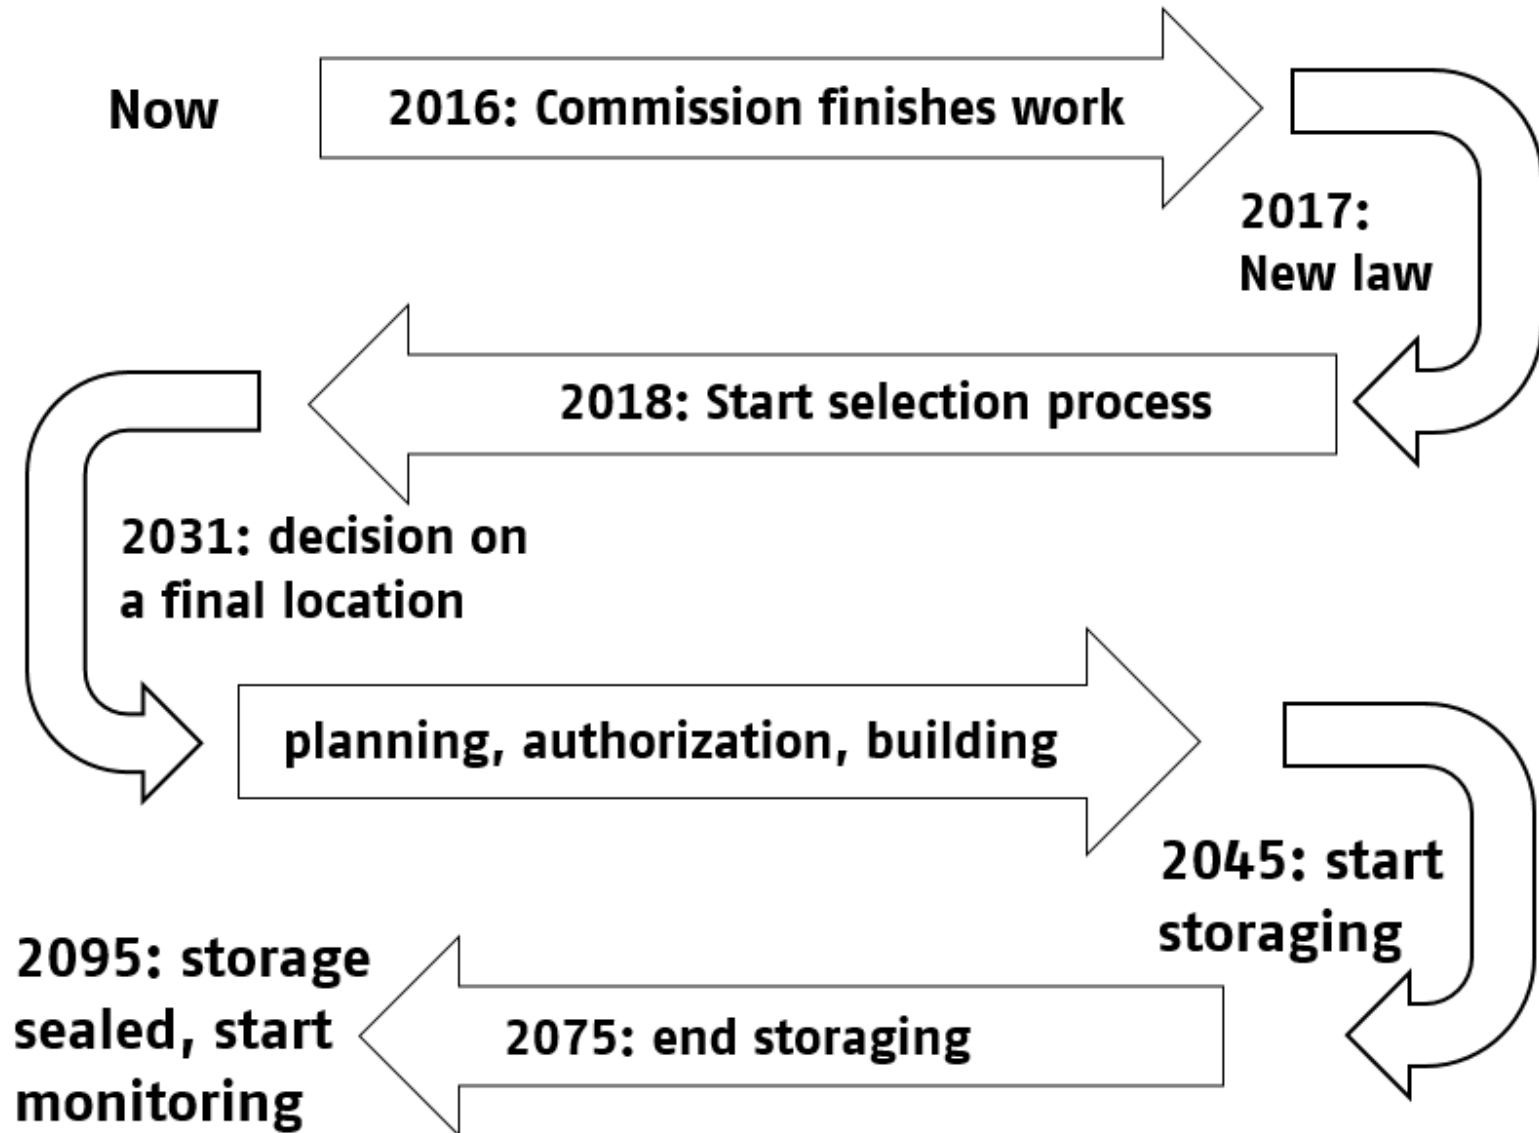 Now
2016: Commission finishes work
2017:
New law
2018: Start selection process
2031: decision on
a final location
planning, authorization, building
2045: start
storaging
2075: end storaging
2095: storage
sealed, start
monitoring